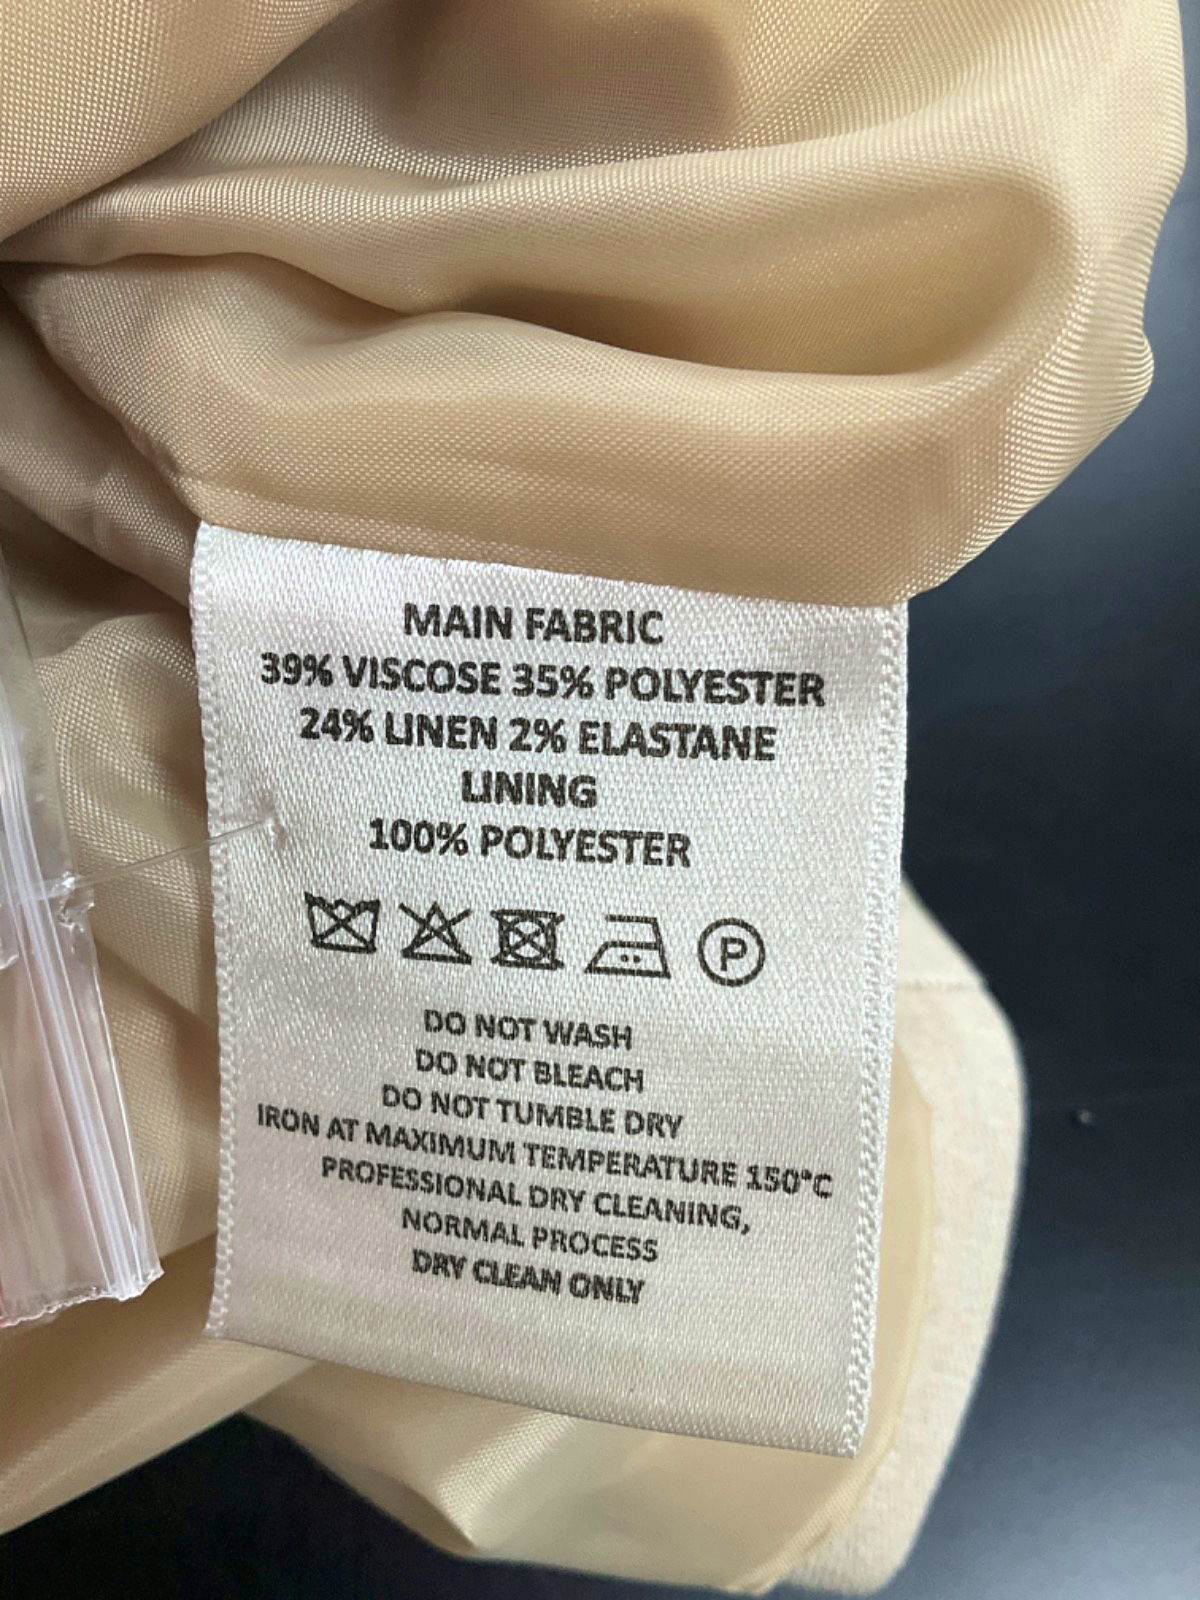 MAIN FABRIC
39% VISCOSE 35% POLYESTER
24% LINEN 2% ELASTANE
LINING
100% POLYESTER
P
DO NOT WASH
DO NOT BLEACH
DO NOT TUMBLE DRY
IRON AT MAXIMUM TEMPERATURE 150°C
PROFESSIONAL DRY CLEANING,
NORMAL PROCESS
DRY CLEAN ONLY